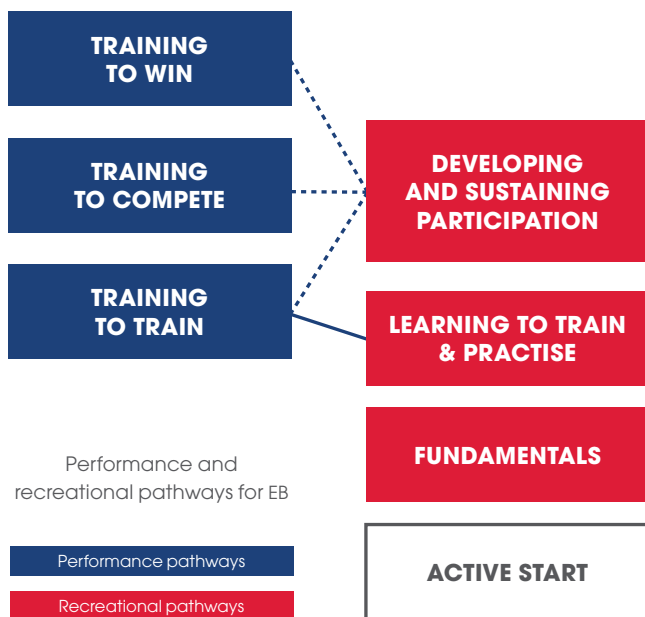 TRAINING
TO WIN
TRAINING
TO COMPETE
TRAINING
TO TRAIN
DEVELOPING
AND SUSTAINING
PARTICIPATION
LEARNING TO TRAIN
& PRACTISE
FUNDAMENTALS
ACTIVE START
Performance and
recreational pathways for EB
Performance pathways
Recreational pathways